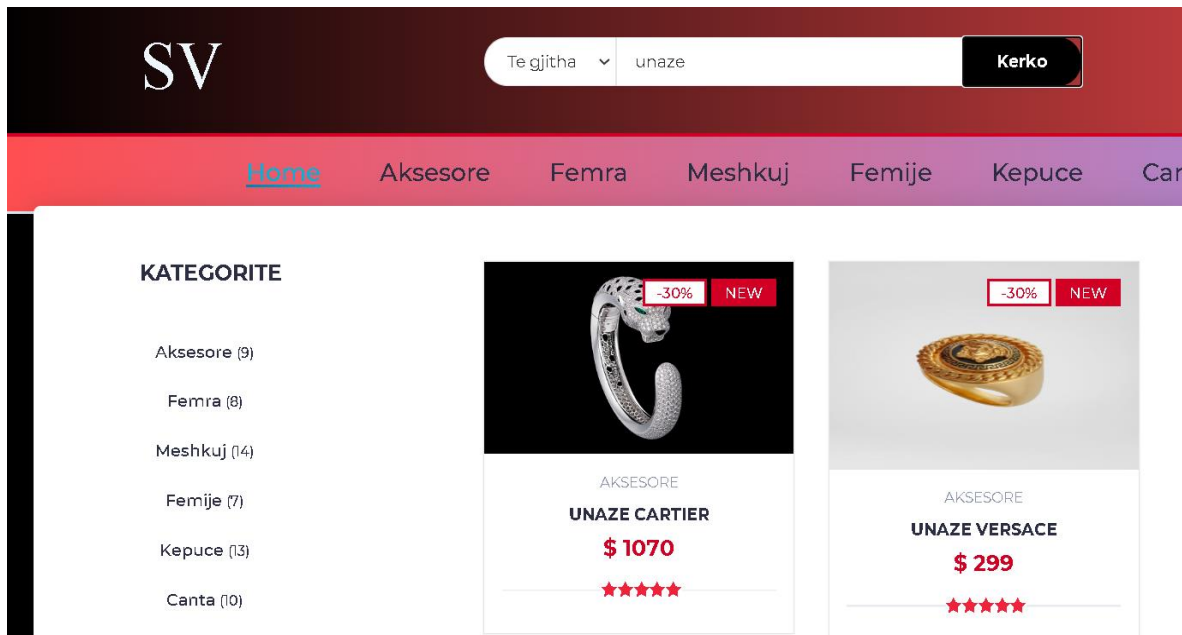 SV
Te gjitha unaze Kerko
Home Aksesore Femra Meshkuj Femije Kepuce
KATEGORITE
Aksesore (9)
Femra (8)
Meshkuj (14)
Femije (7)
Kepuce (13)
Canta (10)
-30% NEW
AKSESORE
UNAZE CARTIER
$ 1070
-30% NEW
AKSESORE
UNAZE VERSACE
$ 299